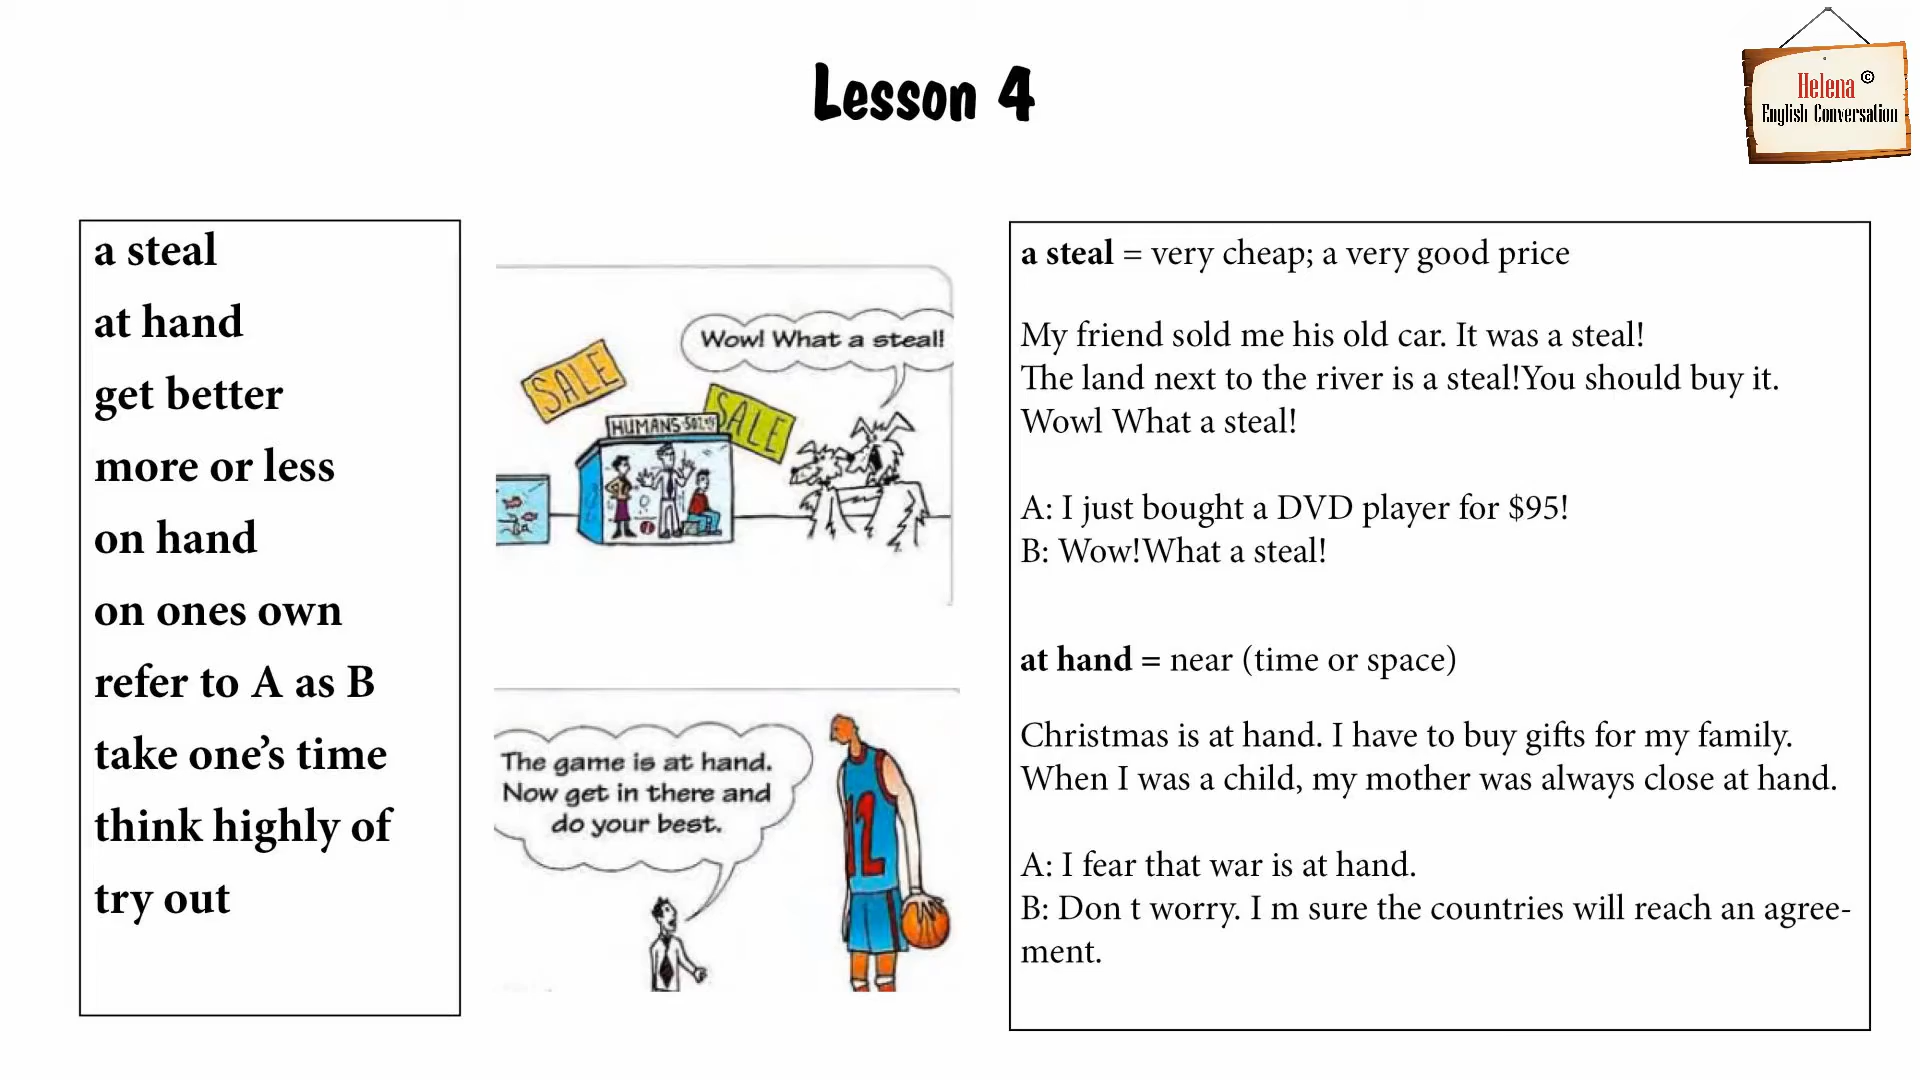 Lesson 4
Helena ©
English Conversation
a steal
at hand
get better
more or less
on hand
on ones own
refer to A as B
take one’s time
think highly of
try out
Wow! What a steal!
SALE
SALE
HUMANS
The game is at hand.
Now get in there and
do your best.
12
a steal = very cheap; a very good price
My friend sold me his old car. It was a steal!
The land next to the river is a steal!You should buy it.
Wowl What a steal!
A: I just bought a DVD player for $95!
B: Wow!What a steal!
at hand = near (time or space)
Christmas is at hand. I have to buy gifts for my family.
When I was a child, my mother was always close at hand.
A: I fear that war is at hand.
B: Don t worry. I m sure the countries will reach an agree-
ment.